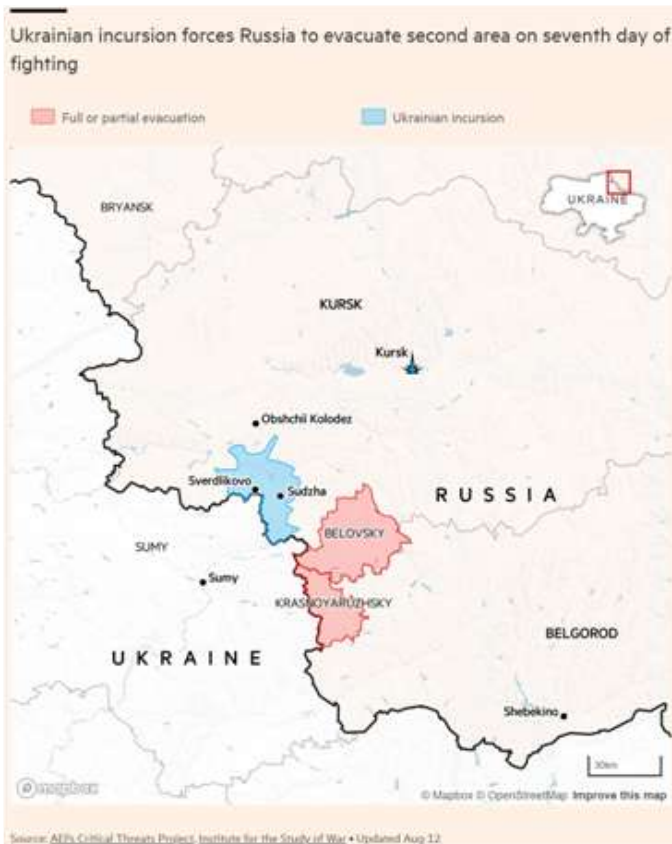 Ukrainian incursion forces Russia to evacuate second area on seventh day of
fighting
Full or partial evacuation
Ukrainian incursion
BRYANSK
UKRAINE
KURSK
Kursk
Obshchii Kolodez
Sverdlikovo
Sudzha
RUSSIA
BELOVSKY
SUMY
Sumy
KRASNOYARUZHSKY
UKRAINE
BELGOROD
Shebekino
30km
mapbox
© Mapbox © OpenStreetMap Improve this map
Source: AEI's Critical Threats Project, Institute for the Study of War • Updated Aug 12